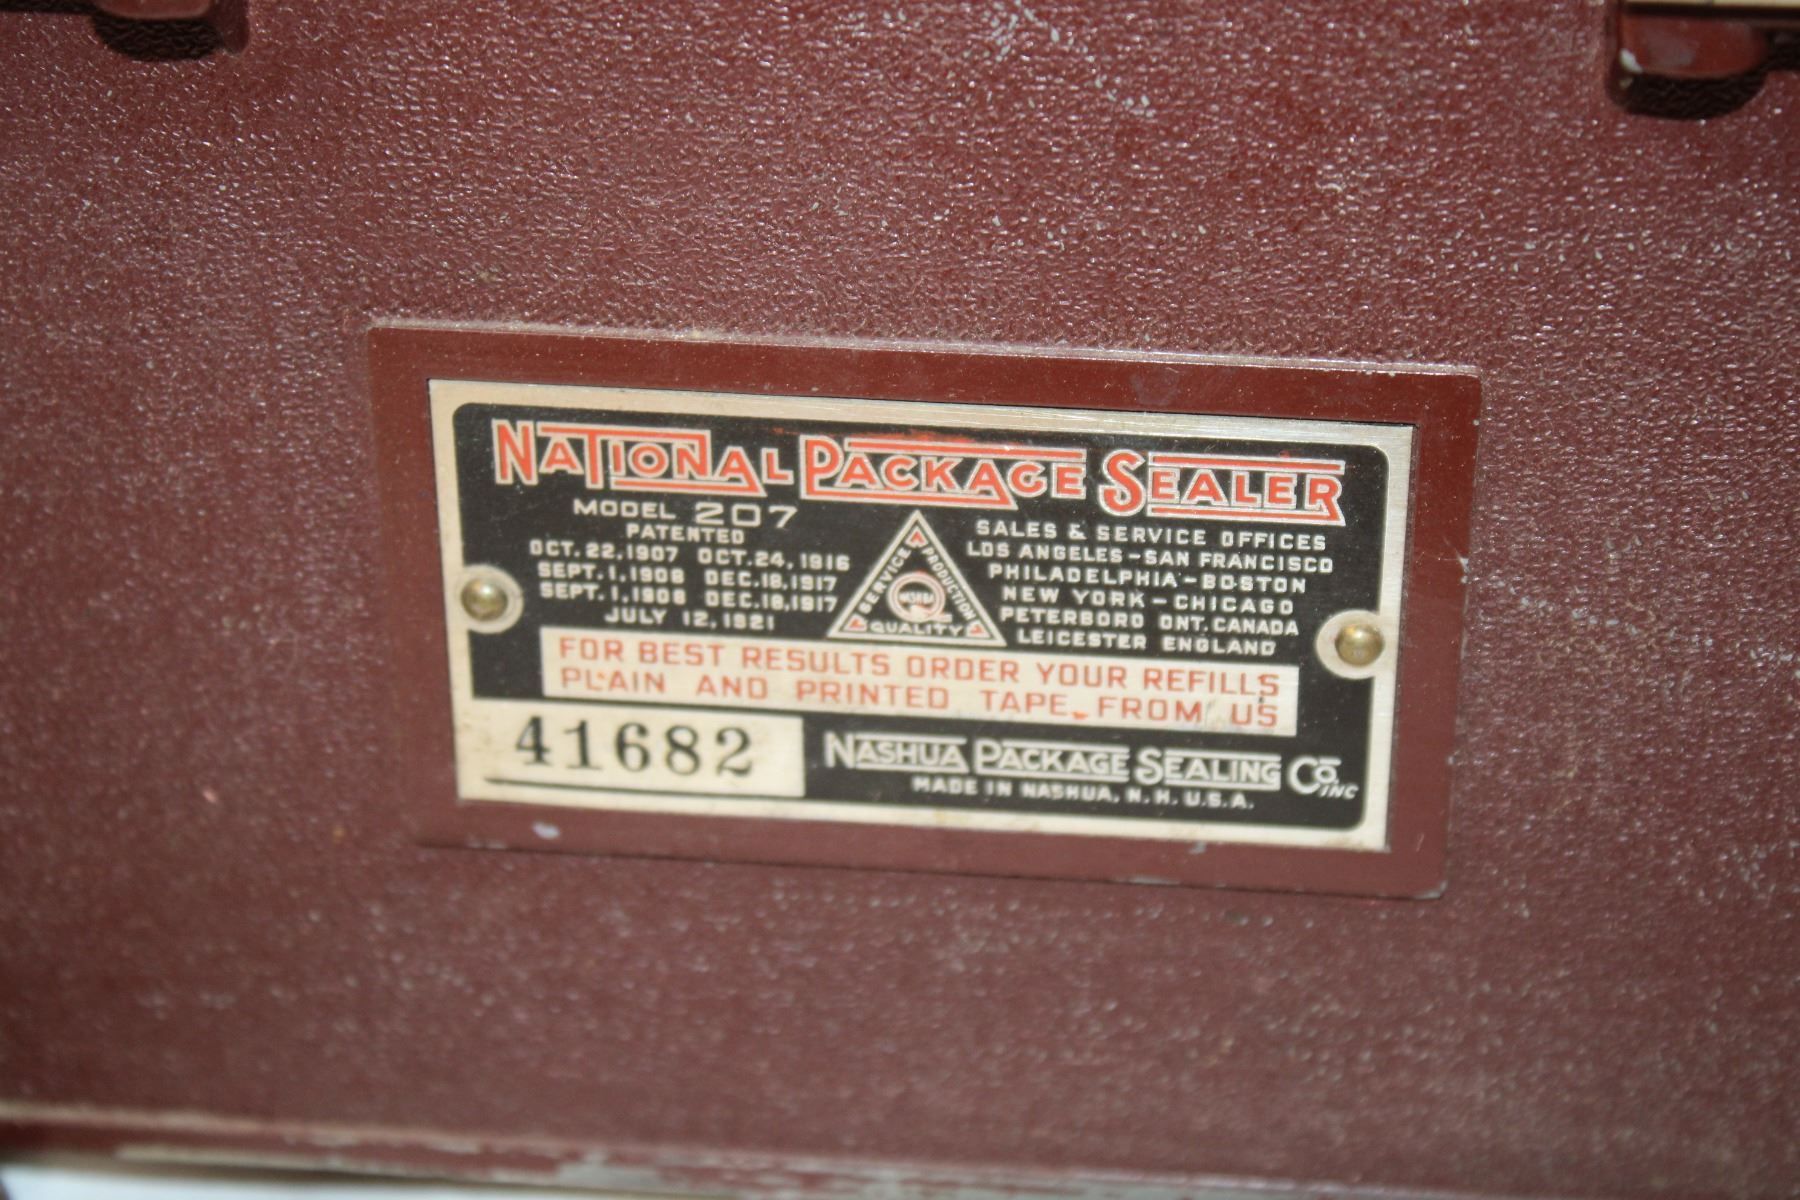 NATIONAL PACKAGE SEALER
MODEL 207
PATENTED
OCT. 22, 1907 OCT. 24, 1916
SEPT. 1, 1908 DEC. 18, 1917
SEPT. 1, 1908 DEC. 18, 1917
JULY 12, 1921
SERVICE
PRODUCTION
QUALITY
SALES & SERVICE OFFICES
LOS ANGELES - SAN FRANCISCO
PHILADELPHIA - BOSTON
NEW YORK - CHICAGO
PETERBORO ONT. CANADA
LEICESTER ENGLAND
FOR BEST RESULTS ORDER YOUR REFILLS,
PLAIN AND PRINTED TAPE, FROM US
41682
NASHUA PACKAGE SEALING CO. INC
MADE IN NASHUA, N. H. U.S.A.